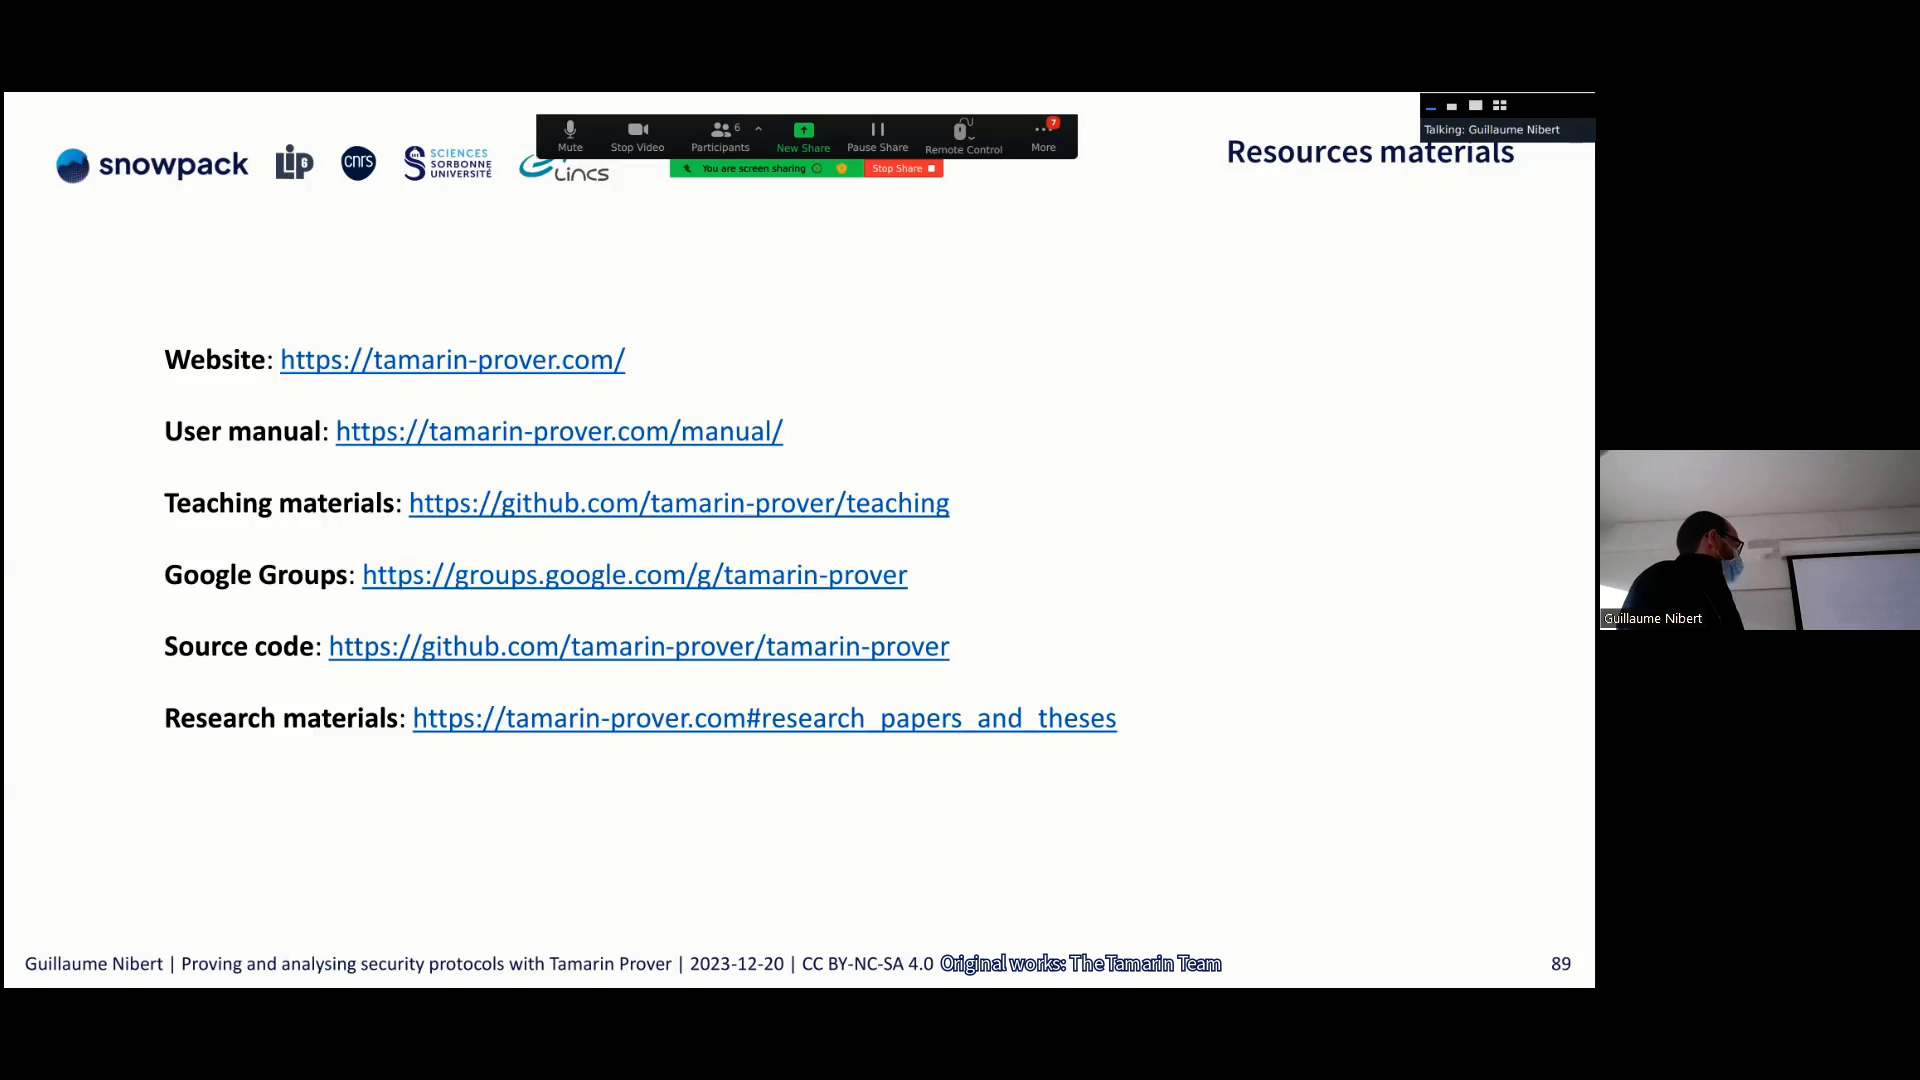 snowpack
LIP6
cnrs
SCIENCES
SORBONNE
UNIVERSITÉ
LINCS
Mute
Stop Video
Participants 6
New Share
Pause Share
Remote Control
More 7
You are screen sharing
Stop Share
Talking: Guillaume Nibert
Resources materials
Website: https://tamarin-prover.com/
User manual: https://tamarin-prover.com/manual/
Teaching materials: https://github.com/tamarin-prover/teaching
Google Groups: https://groups.google.com/g/tamarin-prover
Source code: https://github.com/tamarin-prover/tamarin-prover
Research materials: https://tamarin-prover.com#research_papers_and_theses
Guillaume Nibert
Guillaume Nibert | Proving and analysing security protocols with Tamarin Prover | 2023-12-20 | CC BY-NC-SA 4.0 Original works: The Tamarin Team
89